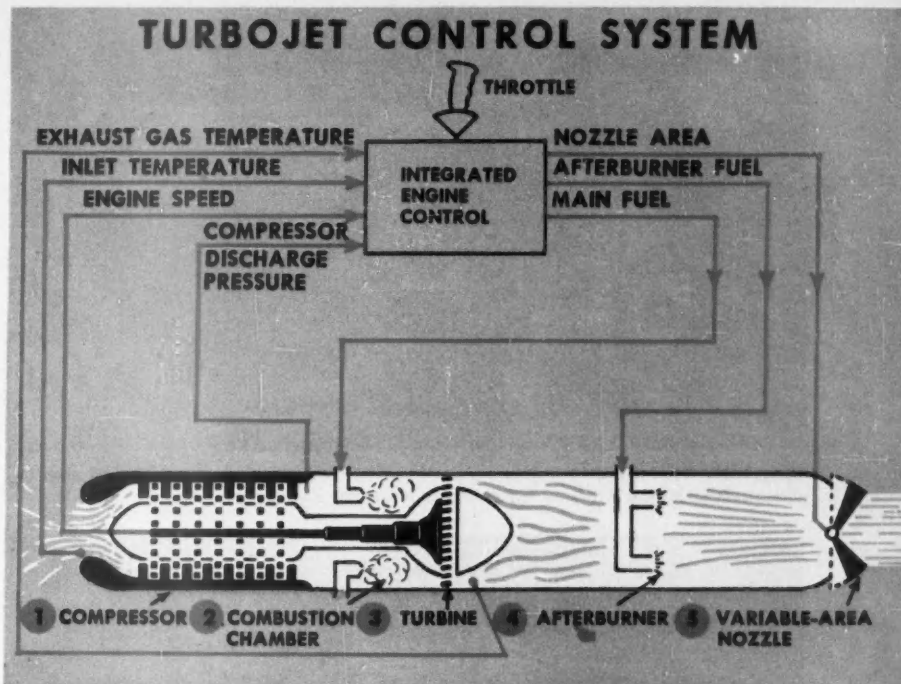 TURBOJET CONTROL SYSTEM
THROTTLE
EXHAUST GAS TEMPERATURE
INLET TEMPERATURE
ENGINE SPEED
COMPRESSOR
DISCHARGE
PRESSURE
INTEGRATED
ENGINE
CONTROL
NOZZLE AREA
AFTERBURNER FUEL
MAIN FUEL
1 COMPRESSOR
2 COMBUSTION
CHAMBER
3 TURBINE
4 AFTERBURNER
5 VARIABLE-AREA
NOZZLE